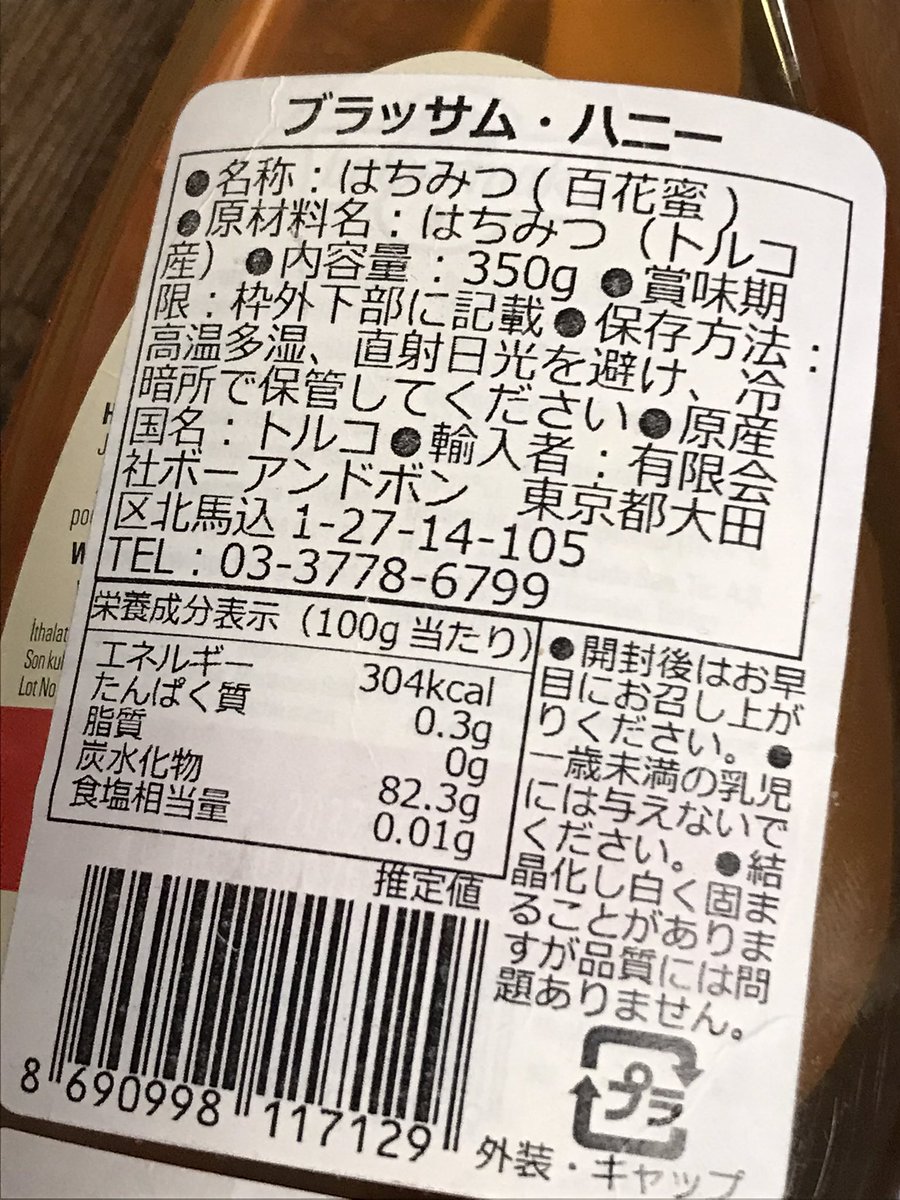 ブラッサム・ハニー
●名称：はちみつ（百花蜜）
●原材料名：はちみつ（トルコ
産）●内容量：350g ●賞味期
限：枠外下部に記載●保存方法：
高温多湿、直射日光を避け、冷
暗所で保管してください●原産
国名：トルコ●輸入者：有限会
社ボーアンドボン 東京都大田
区北馬込 1-27-14-105
TEL：03-3778-6799
栄養成分表示（100g 当たり）
エネルギー 304kcal
たんぱく質 0.3g
脂質 0g
炭水化物 82.3g
食塩相当量 0.01g
推定値
●開封後はお早
目にお召し上が
りください。●
一歳未満の乳児
には与えないで
ください。●結
晶化し白く固ま
ることがありま
すが品質には問
題ありません。
8 690998 117129
プラ
外装・キャップ
İthalat
Son kul
Lot No